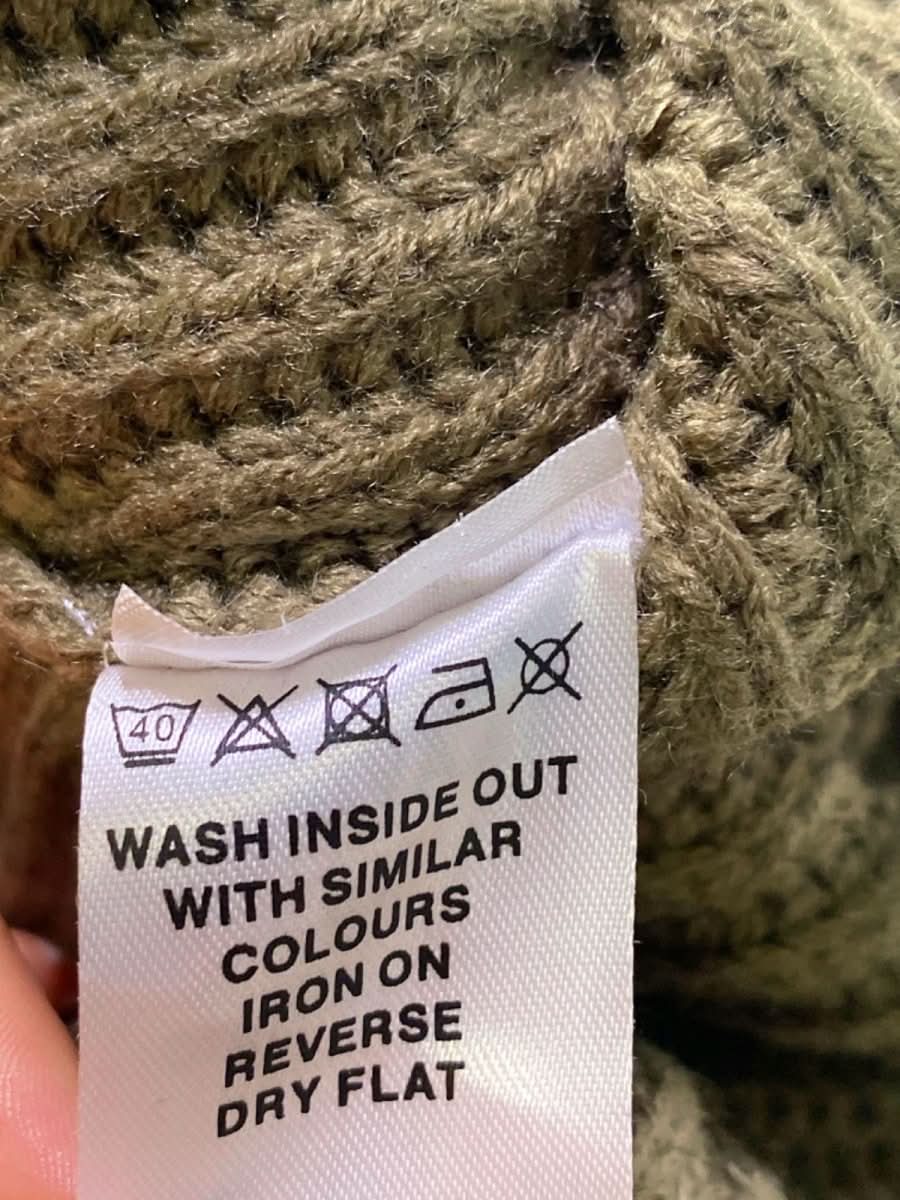 40
WASH INSIDE OUT
WITH SIMILAR
COLOURS
IRON ON
REVERSE
DRY FLAT